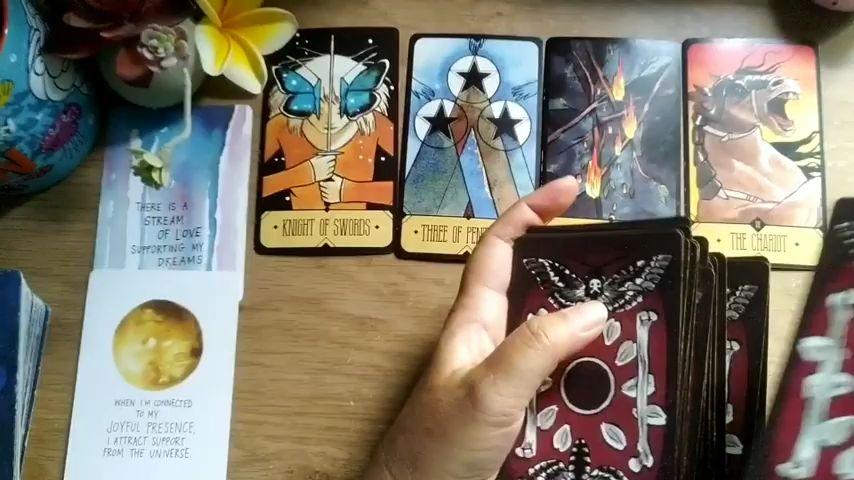 KNIGHT OF SWORDS
THREE OF
THE CHARIOT
THERE IS A
STREAM
OF LOVE
SUPPORTING MY
DREAMS
WHEN I'M CONNECTED
TO MY
JOYFUL PRESENCE,
I ATTRACT SUPPORT
FROM THE UNIVERSE.